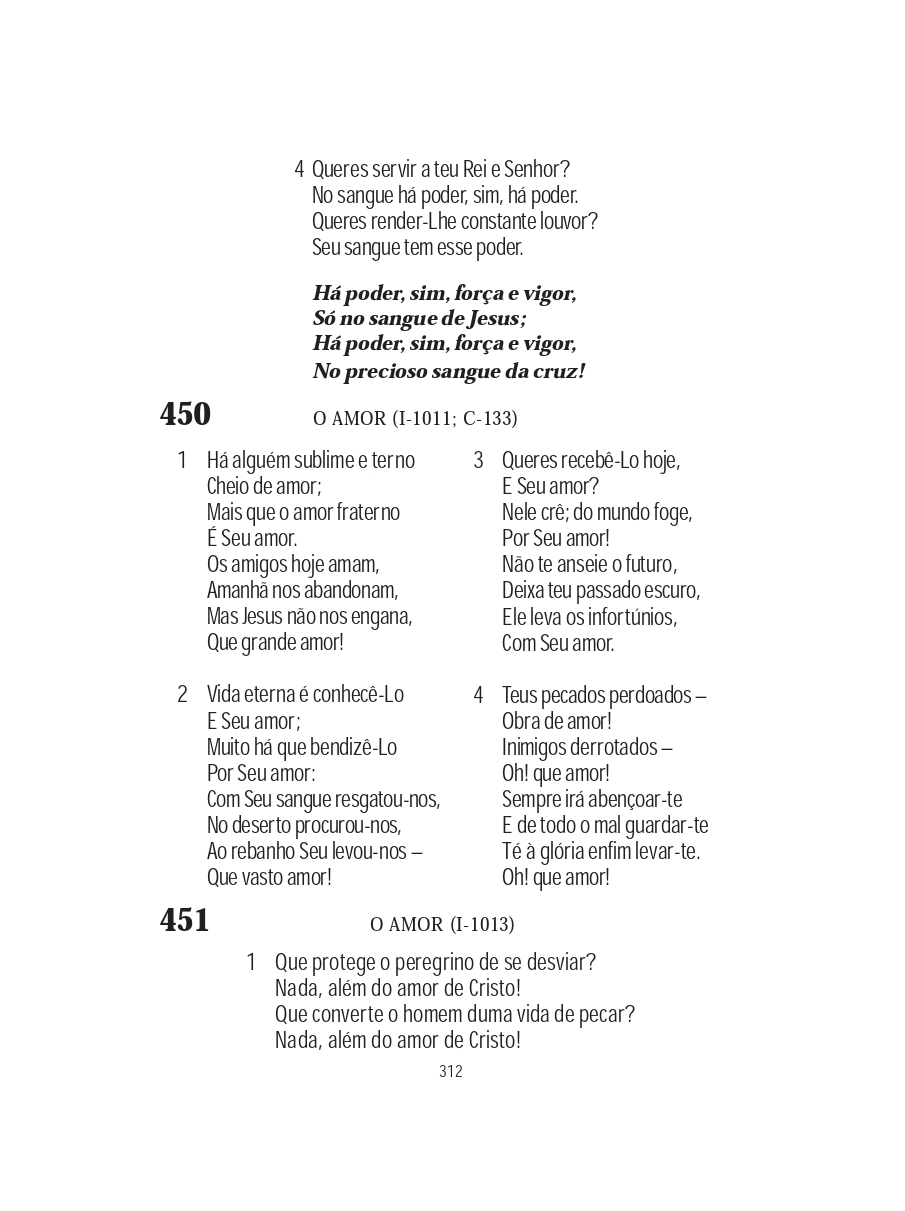 4 Queres servir a teu Rei e Senhor?
No sangue há poder, sim, há poder.
Queres render-Lhe constante louvor?
Seu sangue tem esse poder.
Há poder, sim, força e vigor,
Só no sangue de Jesus;
Há poder, sim, força e vigor,
No precioso sangue da cruz!
450 O AMOR (I-1011; C-133)
1 Há alguém sublime e terno
Cheio de amor;
Mais que o amor fraterno
É Seu amor.
Os amigos hoje amam,
Amanhã nos abandonam,
Mas Jesus não nos engana,
Que grande amor!
2 Vida eterna é conhecê-Lo
E Seu amor;
Muito há que bendizê-Lo
Por Seu amor:
Com Seu sangue resgatou-nos,
No deserto procurou-nos,
Ao rebanho Seu levou-nos –
Que vasto amor!
3 Queres recebê-Lo hoje,
E Seu amor?
Nele crê; do mundo foge,
Por Seu amor!
Não te anseie o futuro,
Deixa teu passado escuro,
Ele leva os infortúnios,
Com Seu amor.
4 Teus pecados perdoados –
Obra de amor!
Inimigos derrotados –
Oh! que amor!
Sempre irá abençoar-te
E de todo o mal guardar-te
Té à glória enfim levar-te.
Oh! que amor!
451 O AMOR (I-1013)
1 Que protege o peregrino de se desviar?
Nada, além do amor de Cristo!
Que converte o homem duma vida de pecar?
Nada, além do amor de Cristo!
312